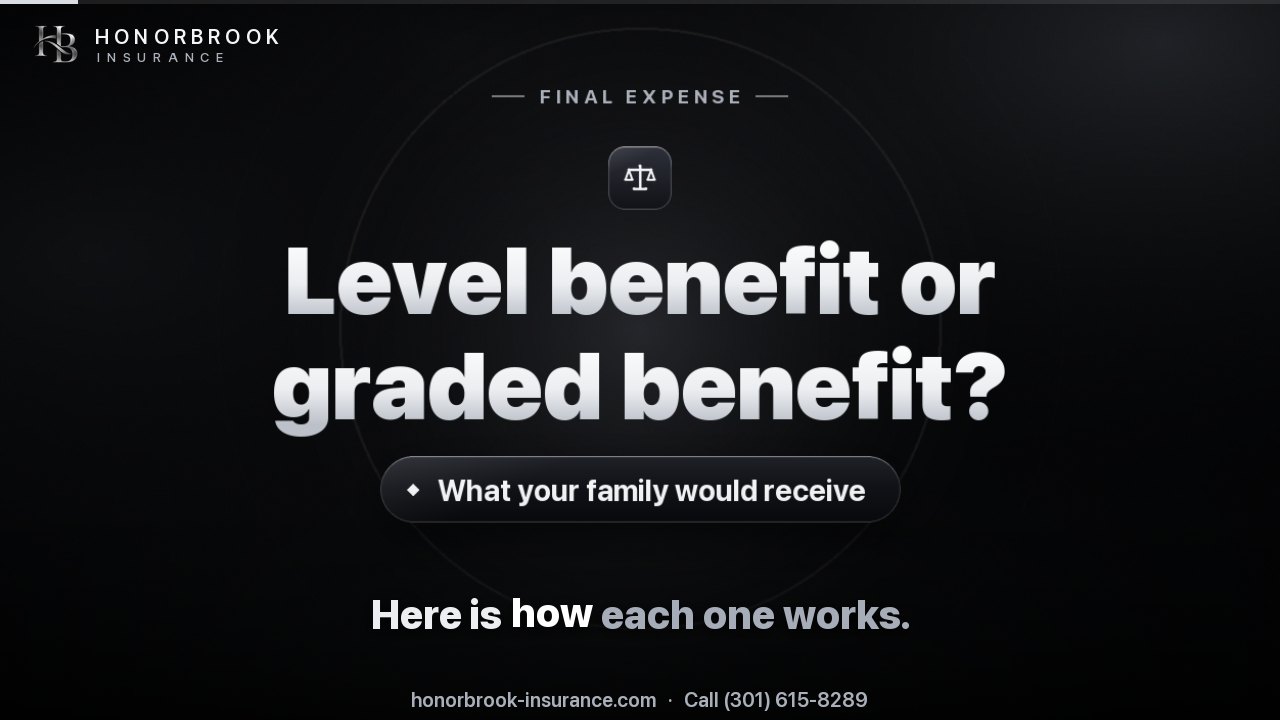 HONORBROOK
INSURANCE
FINAL EXPENSE
Level benefit or
graded benefit?
What your family would receive
Here is how each one works.
honorbrook-insurance.com · Call (301) 615-8289